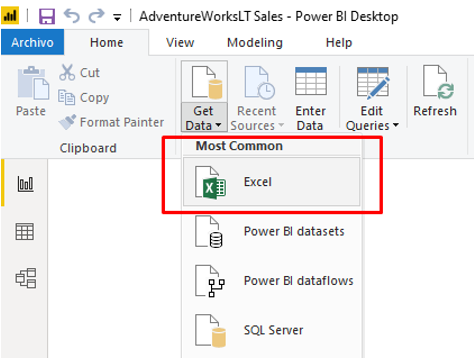 AdventureWorksLT Sales - Power BI Desktop
Archivo Home View Modeling Help
Paste
Cut
Copy
Format Painter
Clipboard
Get
Data
Recent
Sources
Enter
Data
Edit
Queries
Refresh
Most Common
Excel
Power BI datasets
Power BI dataflows
SQL Server